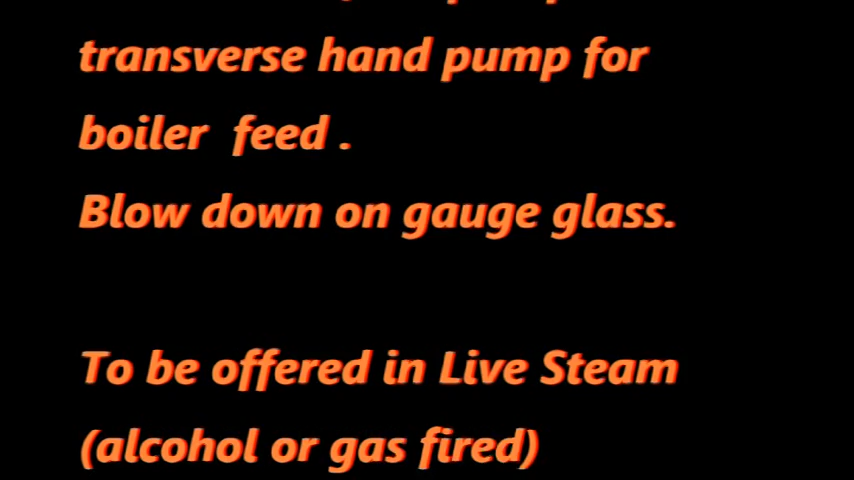 transverse hand pump for
boiler  feed .
Blow down on gauge glass.
To be offered in Live Steam
(alcohol or gas fired)